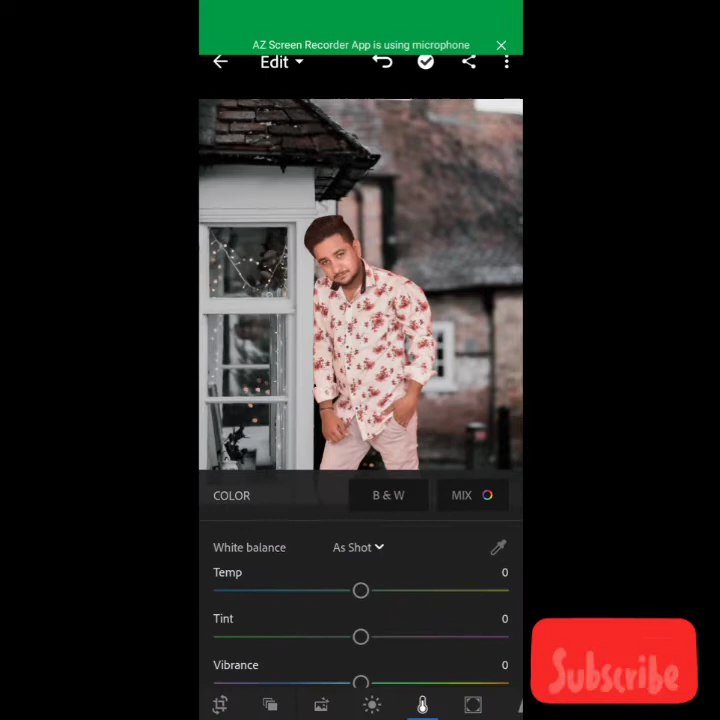 AZ Screen Recorder App is using microphone
Edit
COLOR
B & W
MIX
White balance
As Shot
Temp
0
Tint
0
Vibrance
0
Subscribe